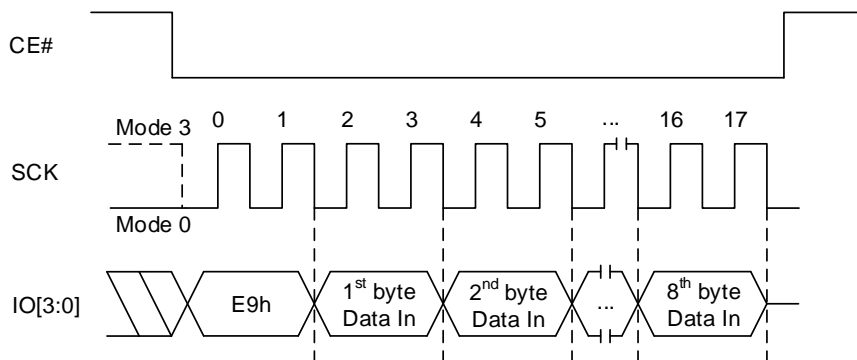 CE#
0 1 2 3 4 5 ... 16 17
Mode 3
SCK
Mode 0
IO[3:0] E9h 1st byte Data In 2nd byte Data In ... 8th byte Data In